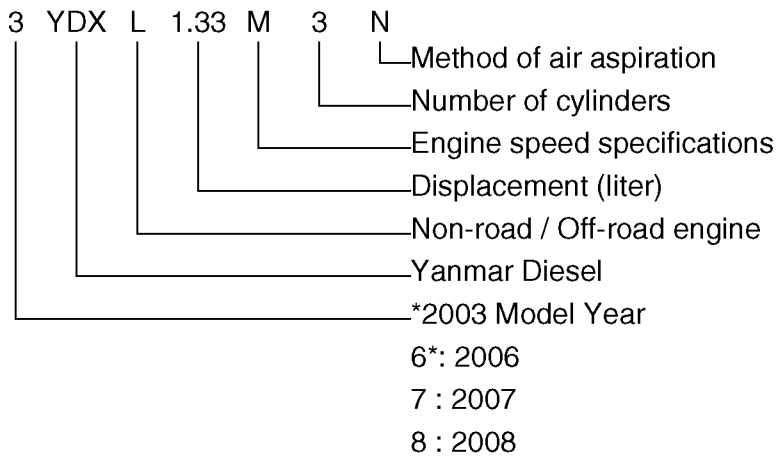 3 YDX L 1.33 M 3 N
Method of air aspiration
Number of cylinders
Engine speed specifications
Displacement (liter)
Non-road / Off-road engine
Yanmar Diesel
*2003 Model Year
6*: 2006
7 : 2007
8 : 2008